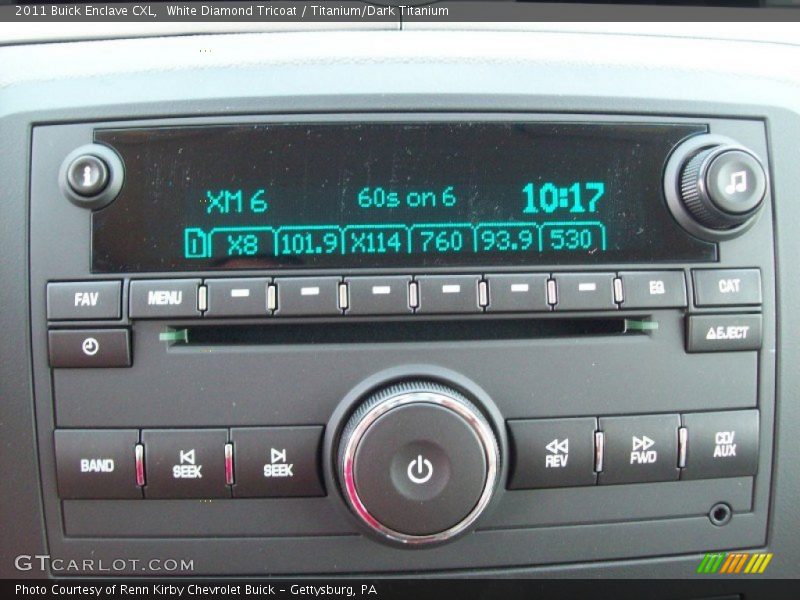 2011 Buick Enclave CXL,  White Diamond Tricoat / Titanium/Dark Titanium
XM 6 60s on 6 10:17
1 X8 101.9 X114 760 93.9 530
FAV MENU EQ CAT
EJECT
BAND SEEK SEEK REV FWD CD/AUX
GTCARLOT.COM
Photo Courtesy of Renn Kirby Chevrolet Buick – Gettysburg, PA